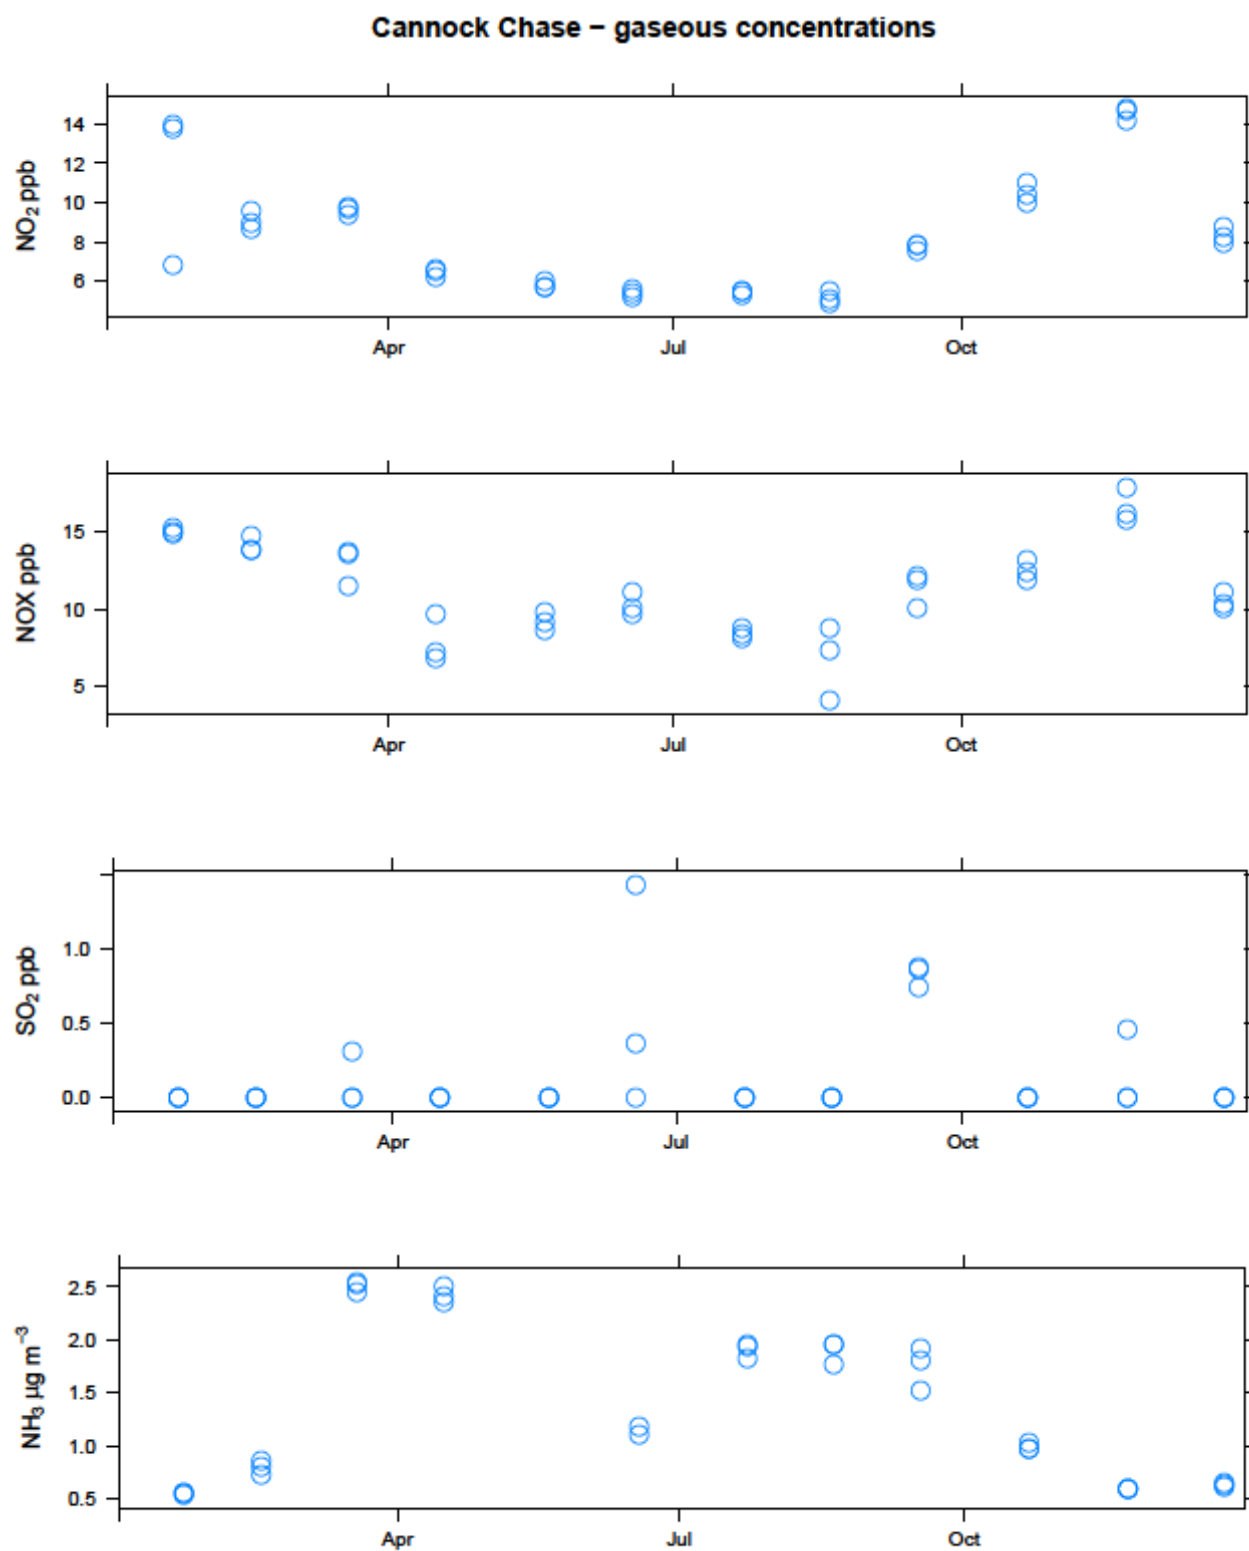 Cannock Chase − gaseous concentrations
NO₂ ppb
14
12
10
8
6
Apr Jul Oct
NOX ppb
15
10
5
Apr Jul Oct
SO₂ ppb
1.0
0.5
0.0
Apr Jul Oct
NH₃ µg m⁻³
2.5
2.0
1.5
1.0
0.5
Apr Jul Oct